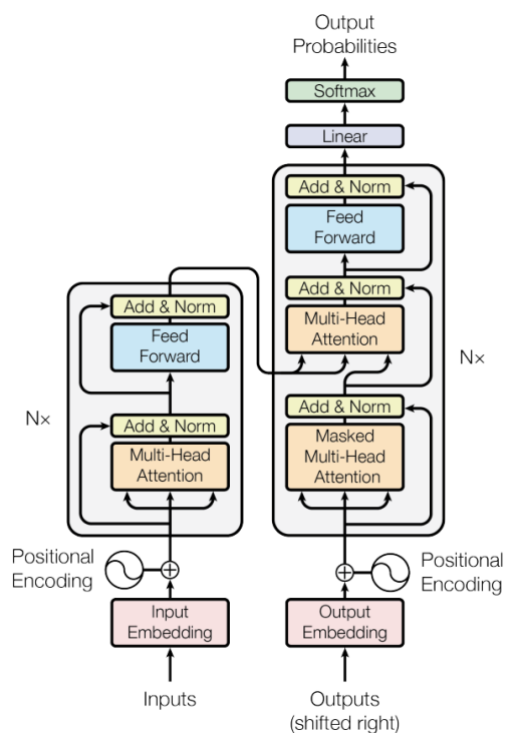 Output
Probabilities
Softmax
Linear
Add & Norm
Feed
Forward
Add & Norm
Multi-Head
Attention
Add & Norm
Masked
Multi-Head
Attention
N×
Add & Norm
Feed
Forward
Add & Norm
Multi-Head
Attention
N×
Positional
Encoding
Positional
Encoding
Input
Embedding
Output
Embedding
Inputs
Outputs
(shifted right)